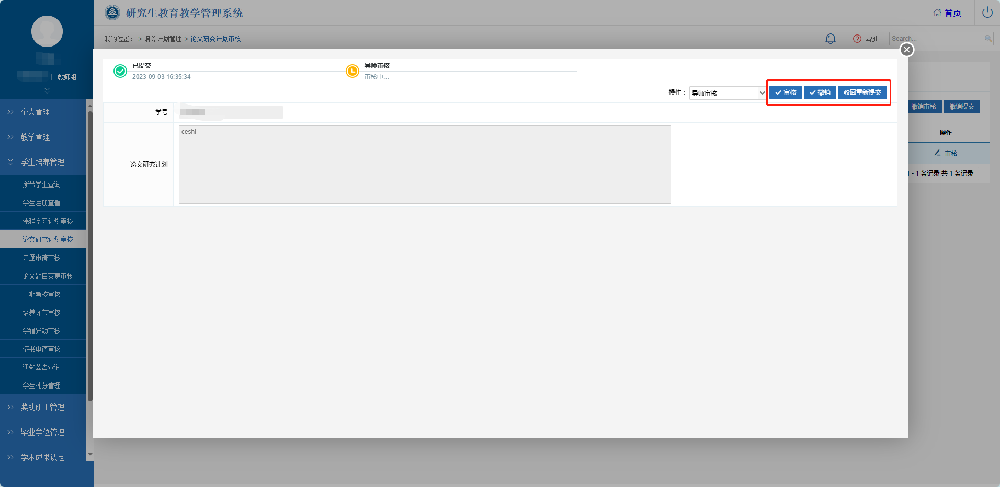 研究生教育教学管理系统
首页
我的位置： > 培养计划管理 > 论文研究计划审核
帮助
Search...
| 教师组
个人管理
教学管理
学生培养管理
所带学生查询
学生注册查看
课程学习计划审核
论文研究计划审核
开题申请审核
论文题目变更审核
中期考核审核
培养环节审核
学籍异动审核
证书申请审核
通知公告查询
学生处分管理
奖助研工管理
毕业学位管理
学术成果认定
已提交
2023-09-03 16:35:34
导师审核
审核中...
操作： 导师审核 审核 撤销 驳回重新提交
学号
论文研究计划
ceshi
撤销审核 撤销提交
操作
审核
1 - 1 条记录 共 1 条记录